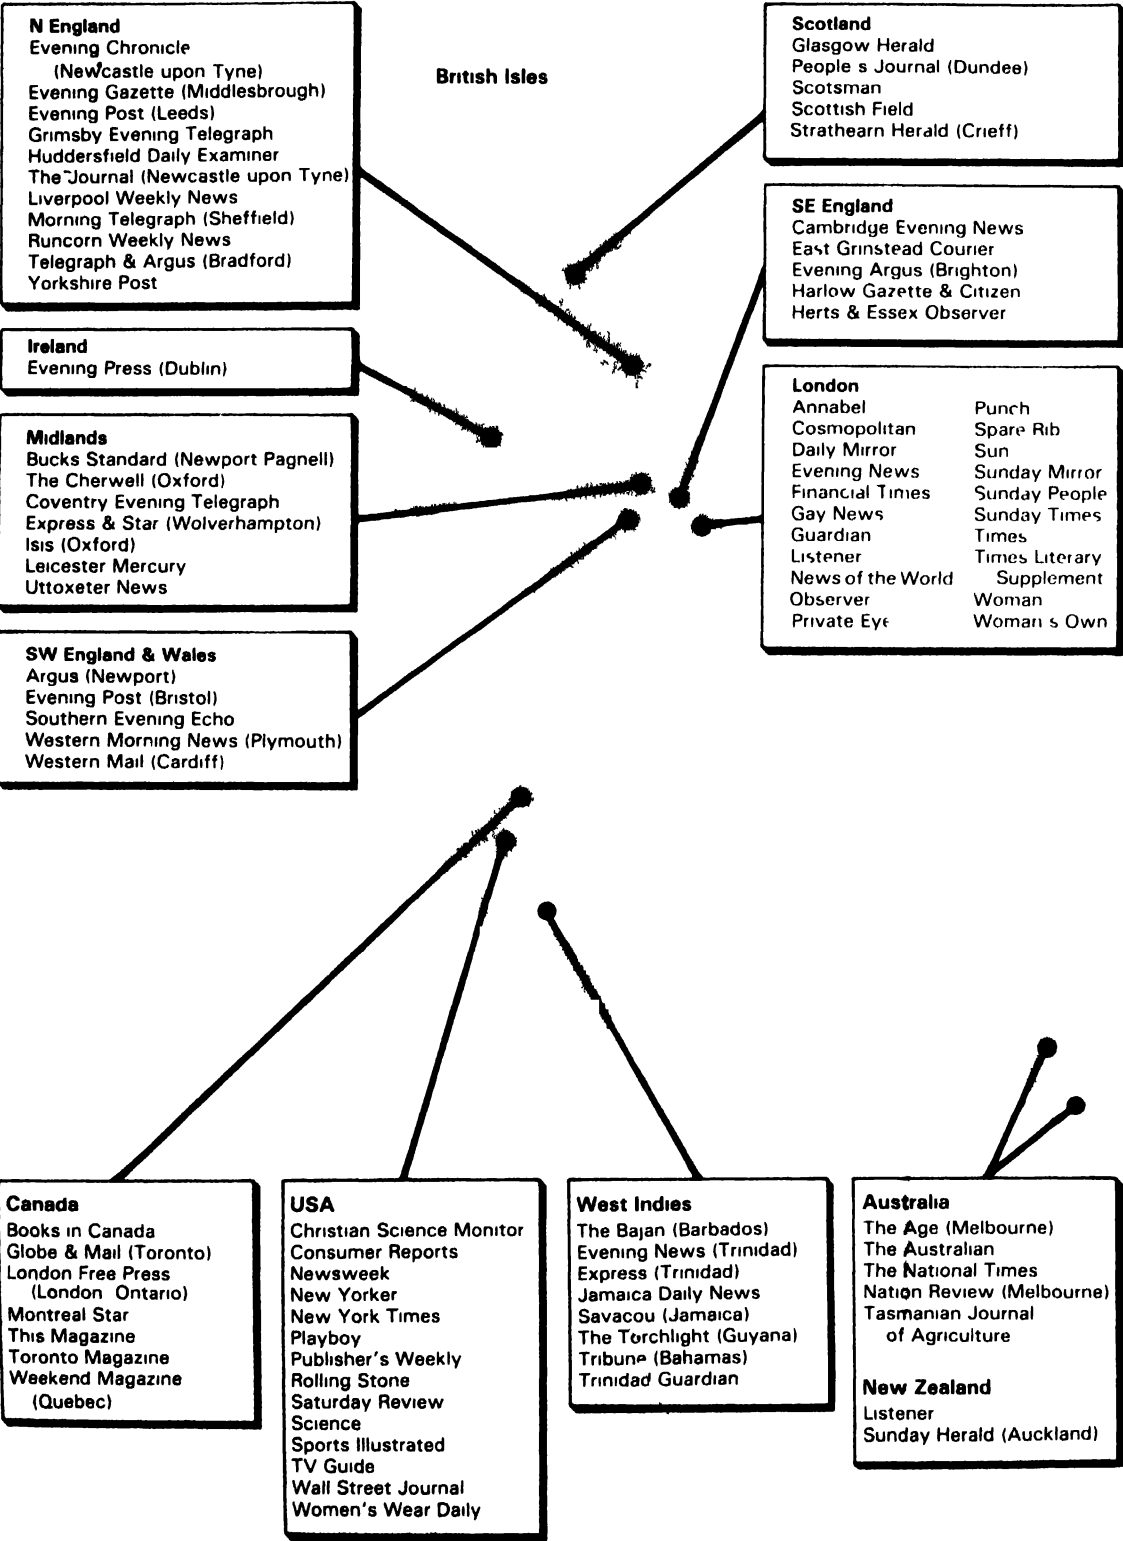 N England
Evening Chronicle
(Newcastle upon Tyne)
Evening Gazette (Middlesbrough)
Evening Post (Leeds)
Grimsby Evening Telegraph
Huddersfield Daily Examiner
The Journal (Newcastle upon Tyne)
Liverpool Weekly News
Morning Telegraph (Sheffield)
Runcorn Weekly News
Telegraph & Argus (Bradford)
Yorkshire Post
Ireland
Evening Press (Dublin)
Midlands
Bucks Standard (Newport Pagnell)
The Cherwell (Oxford)
Coventry Evening Telegraph
Express & Star (Wolverhampton)
Isis (Oxford)
Leicester Mercury
Uttoxeter News
SW England & Wales
Argus (Newport)
Evening Post (Bristol)
Southern Evening Echo
Western Morning News (Plymouth)
Western Mail (Cardiff)
British Isles
Scotland
Glasgow Herald
People s Journal (Dundee)
Scotsman
Scottish Field
Strathearn Herald (Crieff)
SE England
Cambridge Evening News
East Grinstead Courier
Evening Argus (Brighton)
Harlow Gazette & Citizen
Herts & Essex Observer
London
Annabel
Cosmopolitan
Daily Mirror
Evening News
Financial Times
Gay News
Guardian
Listener
News of the World
Observer
Private Eye
Punch
Spare Rib
Sun
Sunday Mirror
Sunday People
Sunday Times
Times
Times Literary
Supplement
Woman
Woman s Own
Canada
Books in Canada
Globe & Mail (Toronto)
London Free Press
(London Ontario)
Montreal Star
This Magazine
Toronto Magazine
Weekend Magazine
(Quebec)
USA
Christian Science Monitor
Consumer Reports
Newsweek
New Yorker
New York Times
Playboy
Publisher's Weekly
Rolling Stone
Saturday Review
Science
Sports Illustrated
TV Guide
Wall Street Journal
Women's Wear Daily
West Indies
The Bajan (Barbados)
Evening News (Trinidad)
Express (Trinidad)
Jamaica Daily News
Savacou (Jamaica)
The Torchlight (Guyana)
Tribune (Bahamas)
Trinidad Guardian
Australia
The Age (Melbourne)
The Australian
The National Times
Nation Review (Melbourne)
Tasmanian Journal
of Agriculture
New Zealand
Listener
Sunday Herald (Auckland)